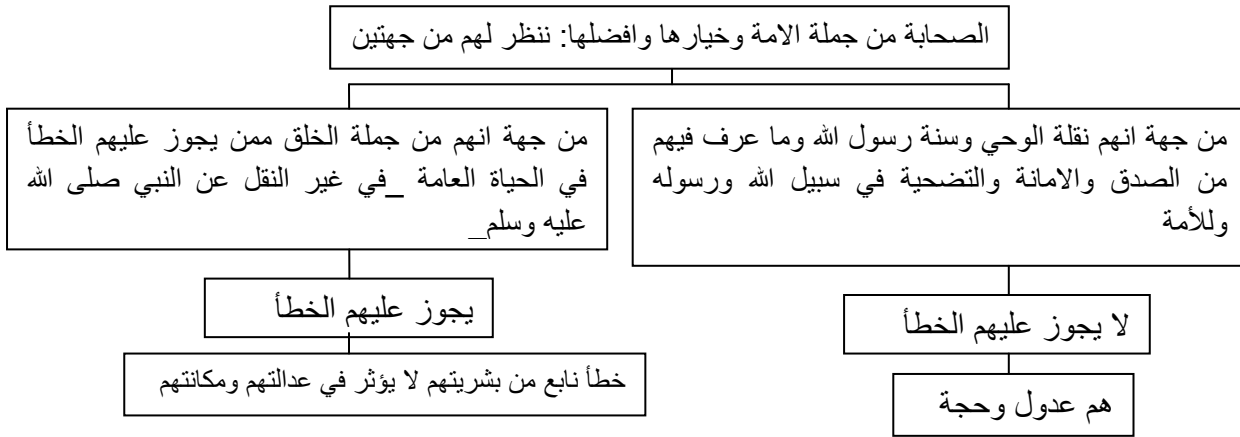 الصحابة من جملة الامة وخيارها وافضلها: ننظر لهم من جهتين
من جهة انهم نقلة الوحي وسنة رسول الله وما عرف فيهم
من الصدق والامانة والتضحية في سبيل الله ورسوله
وللأمة
من جهة انهم من جملة الخلق ممن يجوز عليهم الخطأ
في الحياة العامة _في غير النقل عن النبي صلى الله
عليه وسلم_
لا يجوز عليهم الخطأ
يجوز عليهم الخطأ
هم عدول وحجة
خطأ نابع من بشريتهم لا يؤثر في عدالتهم ومكانتهم